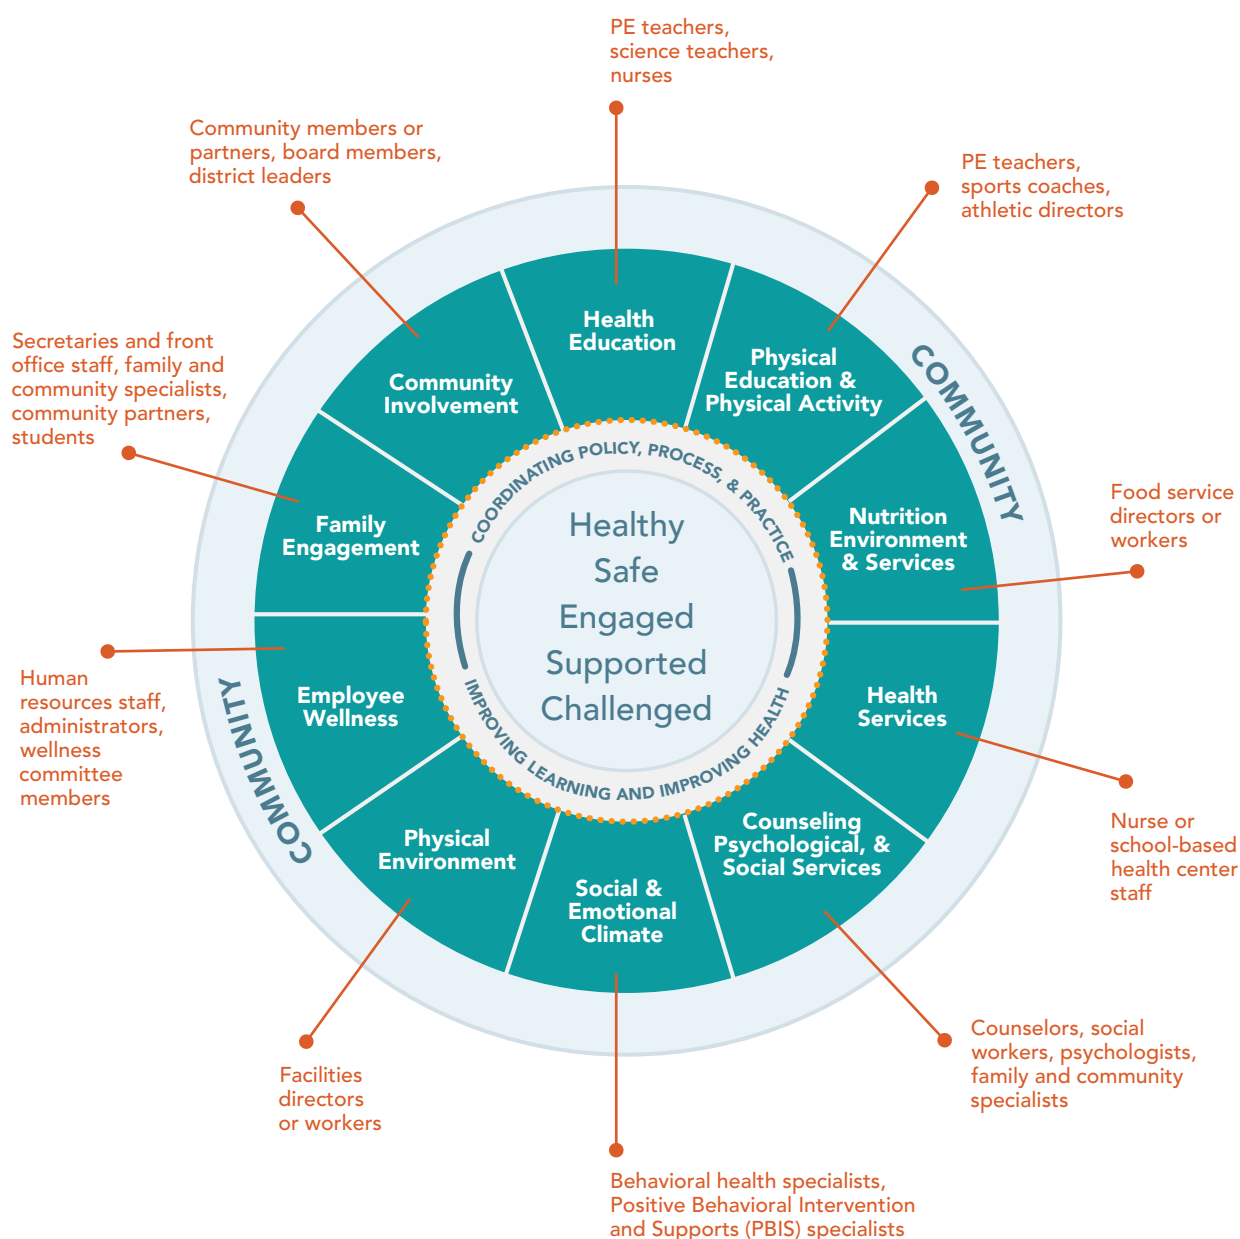 PE teachers,
science teachers,
nurses
Community members or
partners, board members,
district leaders
PE teachers,
sports coaches,
athletic directors
Secretaries and front
office staff, family and
community specialists,
community partners,
students
Food service
directors or
workers
Human
resources staff,
administrators,
wellness
committee
members
Nurse or
school-based
health center
staff
Facilities
directors
or workers
Counselors, social
workers, psychologists,
family and community
specialists
Behavioral health specialists,
Positive Behavioral Intervention
and Supports (PBIS) specialists
COMMUNITY
COMMUNITY
Health
Education
Physical
Education &
Physical Activity
Nutrition
Environment
& Services
Health
Services
Counseling
Psychological, &
Social Services
Social &
Emotional
Climate
Physical
Environment
Employee
Wellness
Family
Engagement
Community
Involvement
COORDINATING POLICY, PROCESS, & PRACTICE
IMPROVING LEARNING AND IMPROVING HEALTH
Healthy
Safe
Engaged
Supported
Challenged